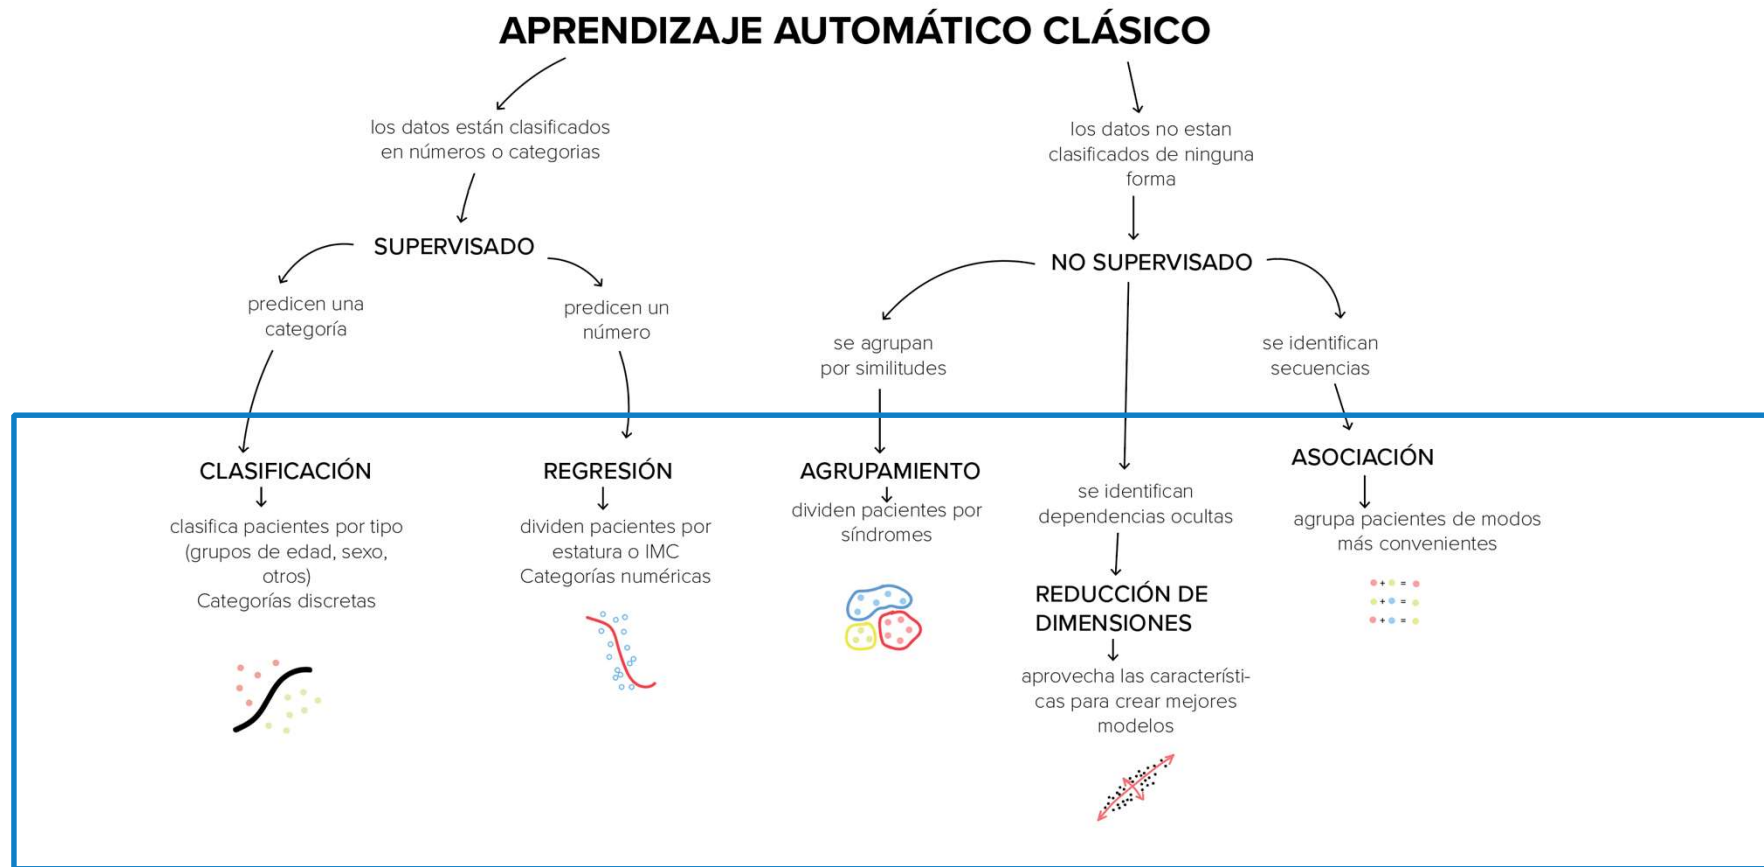 APRENDIZAJE AUTOMÁTICO CLÁSICO
los datos están clasificados
en números o categorias
SUPERVISADO
predicen una
categoría
predicen un
número
CLASIFICACIÓN
clasifica pacientes por tipo
(grupos de edad, sexo,
otros)
Categorías discretas
REGRESIÓN
dividen pacientes por
estatura o IMC
Categorías numéricas
los datos no estan
clasificados de ninguna
forma
NO SUPERVISADO
se agrupan
por similitudes
AGRUPAMIENTO
dividen pacientes por
síndromes
se identifican
dependencias ocultas
REDUCCIÓN DE
DIMENSIONES
aprovecha las característi-
cas para crear mejores
modelos
se identifican
secuencias
ASOCIACIÓN
agrupa pacientes de modos
más convenientes
+ =
+ =
+ =